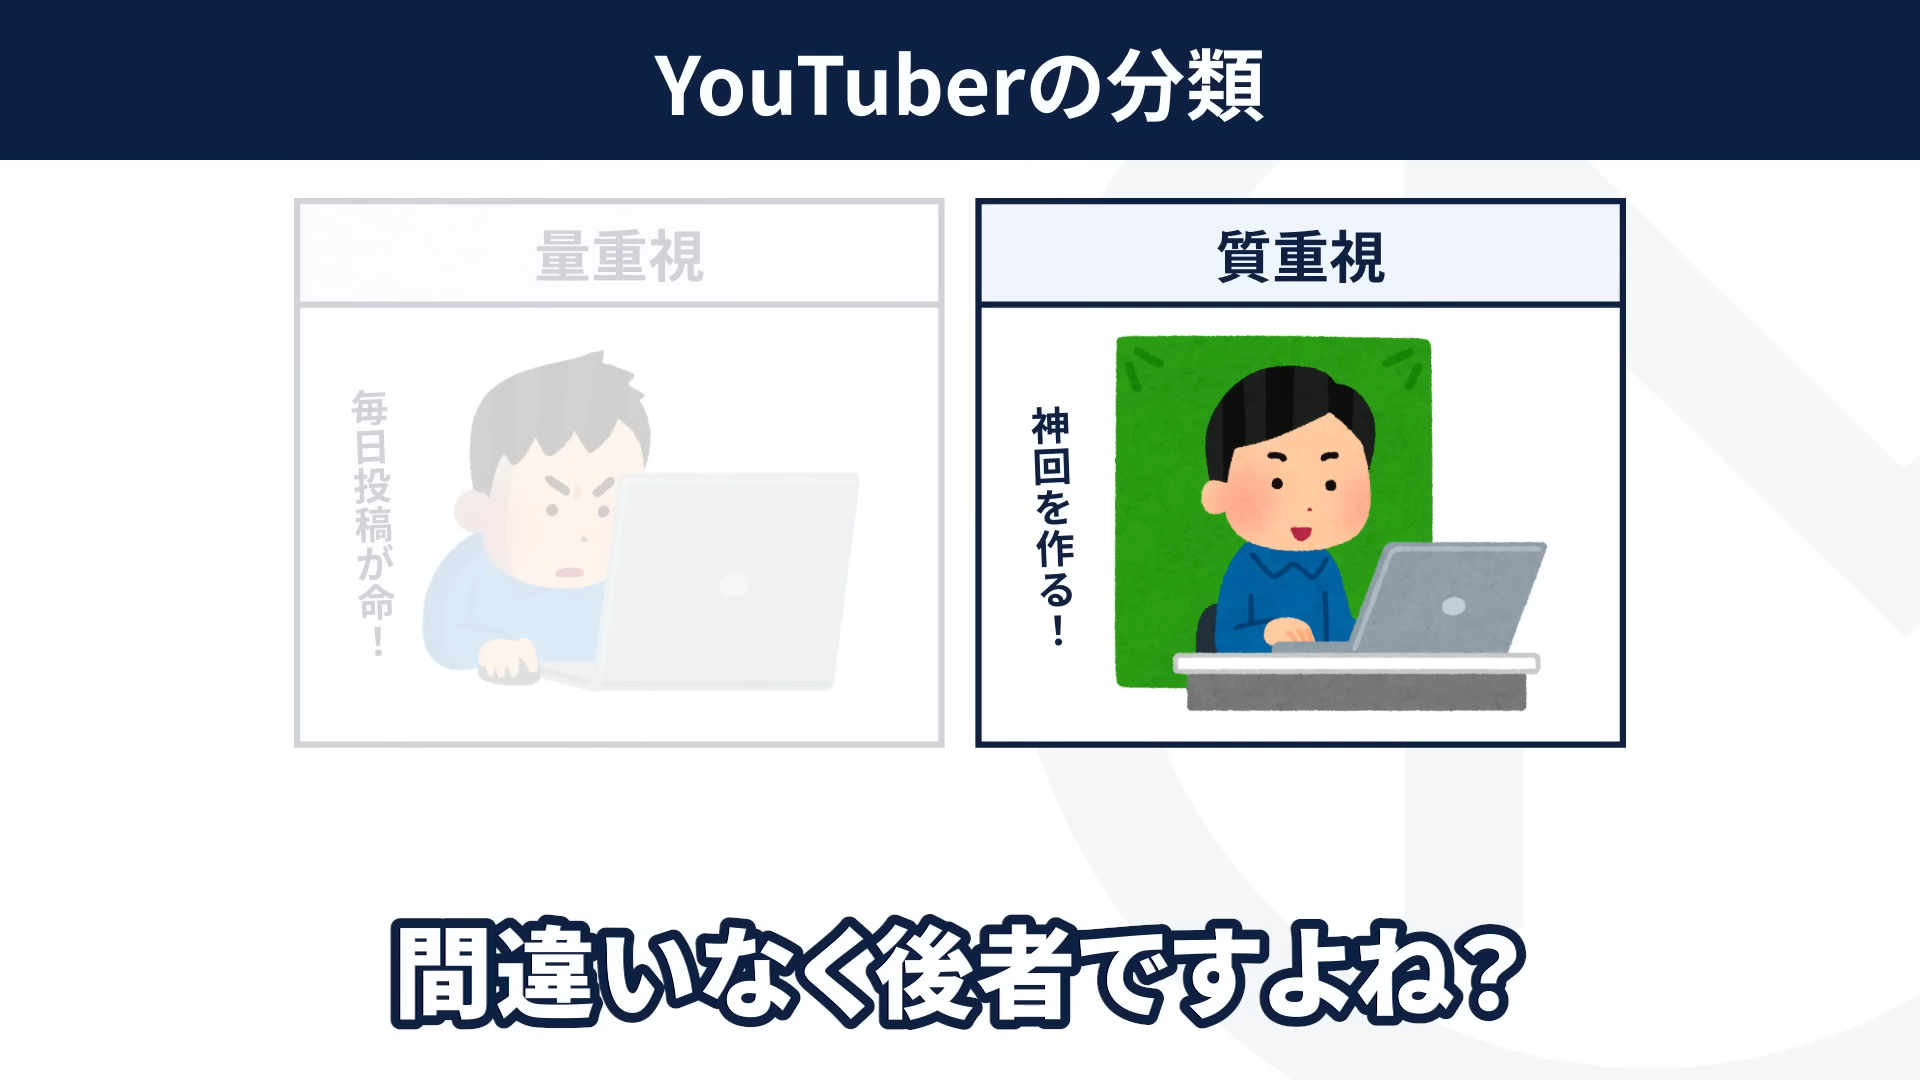 YouTuberの分類
量重視
毎日投稿が命！
質重視
神回を作る！
間違いなく後者ですよね？